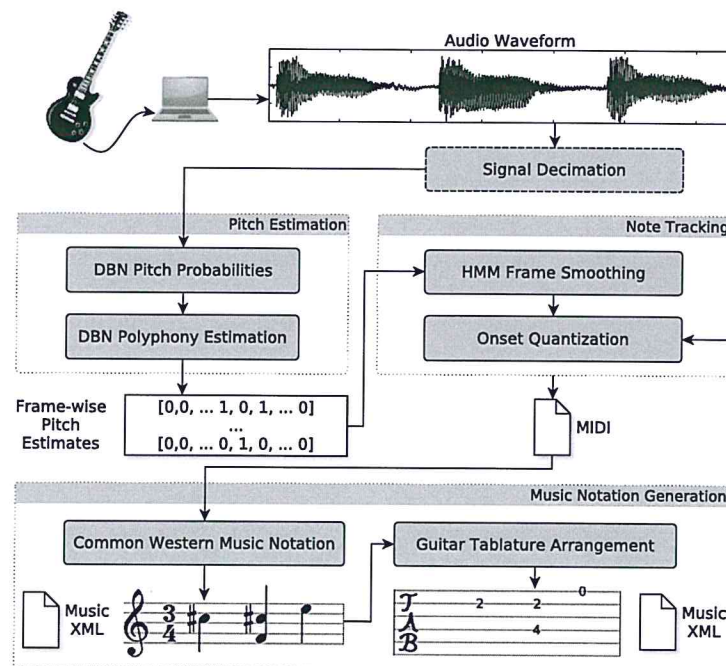 Audio Waveform
Signal Decimation
Pitch Estimation
DBN Pitch Probabilities
DBN Polyphony Estimation
Note Tracking
HMM Frame Smoothing
Onset Quantization
Frame-wise
Pitch
Estimates
[0,0, ... 1, 0, 1, ... 0]
...
[0,0, ... 0, 1, 0, ... 0]
MIDI
Music Notation Generation
Common Western Music Notation
Guitar Tablature Arrangement
Music
XML
3
4
T
A
B
2
2
4
0
Music
XML